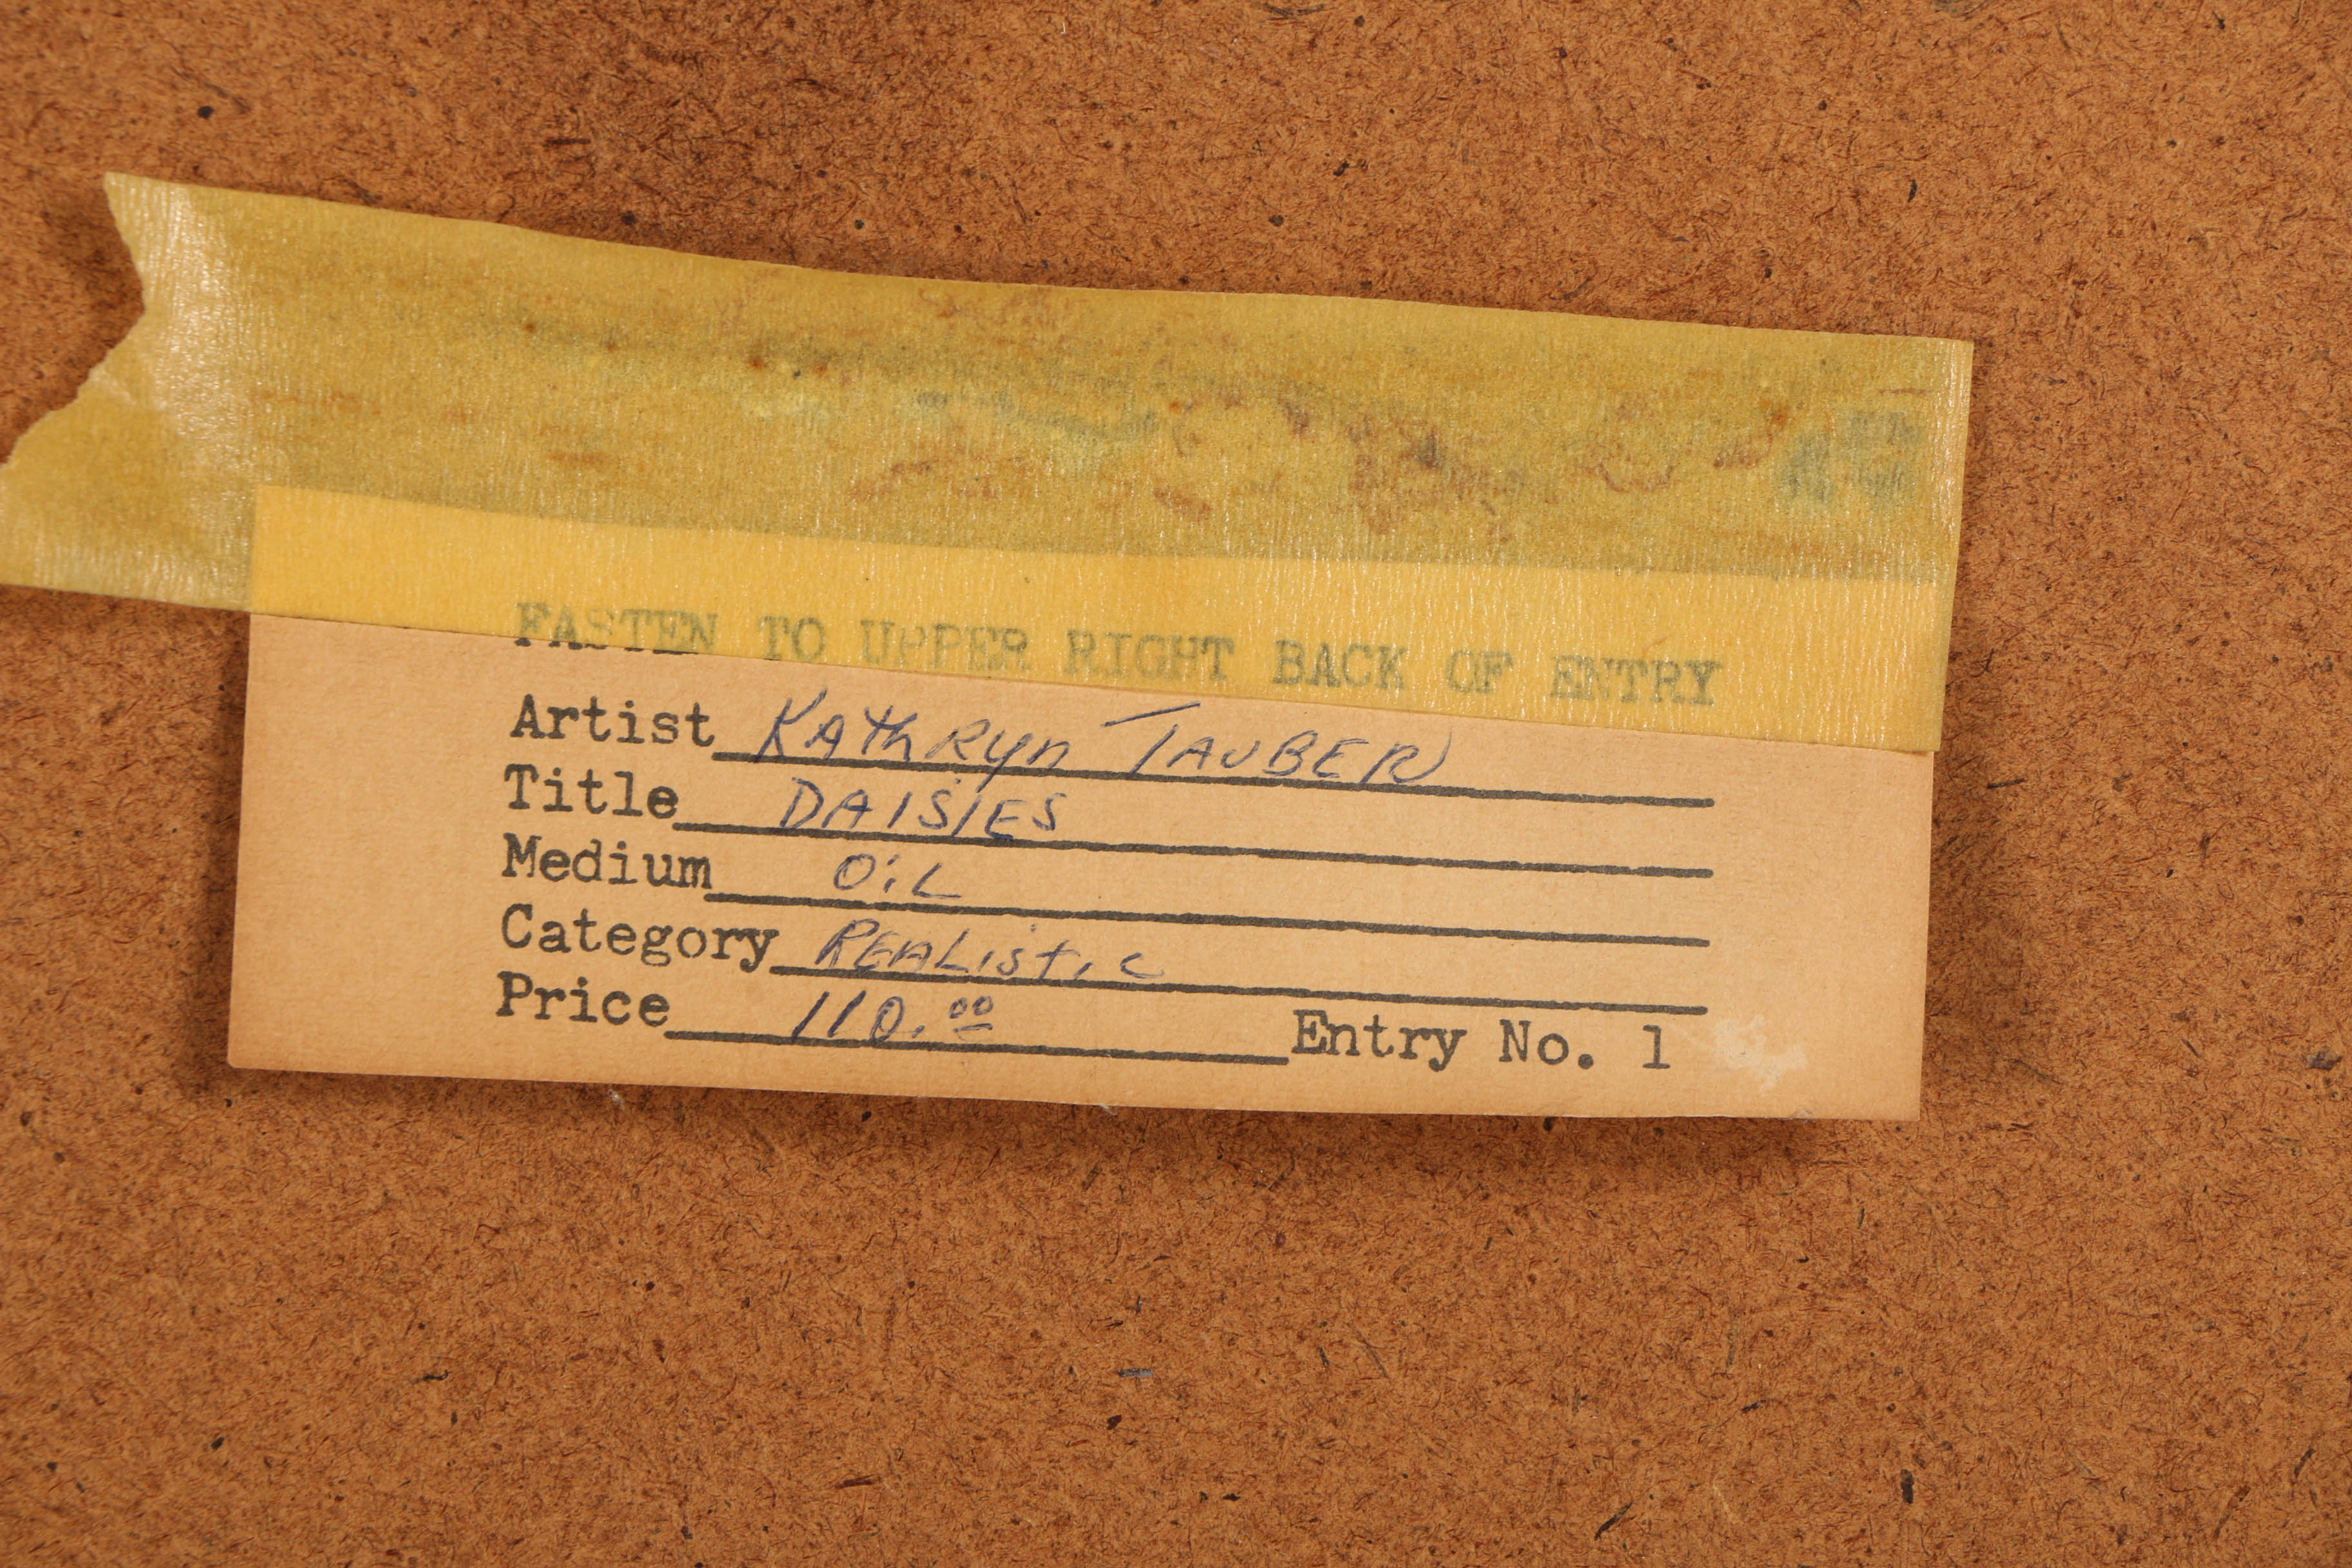 FASTEN TO UPPER RIGHT BACK OF ENTRY
Artist KAthRyn TAUBER
Title DAISIES
Medium OiL
Category REALisTic
Price 110.00 Entry No. 1